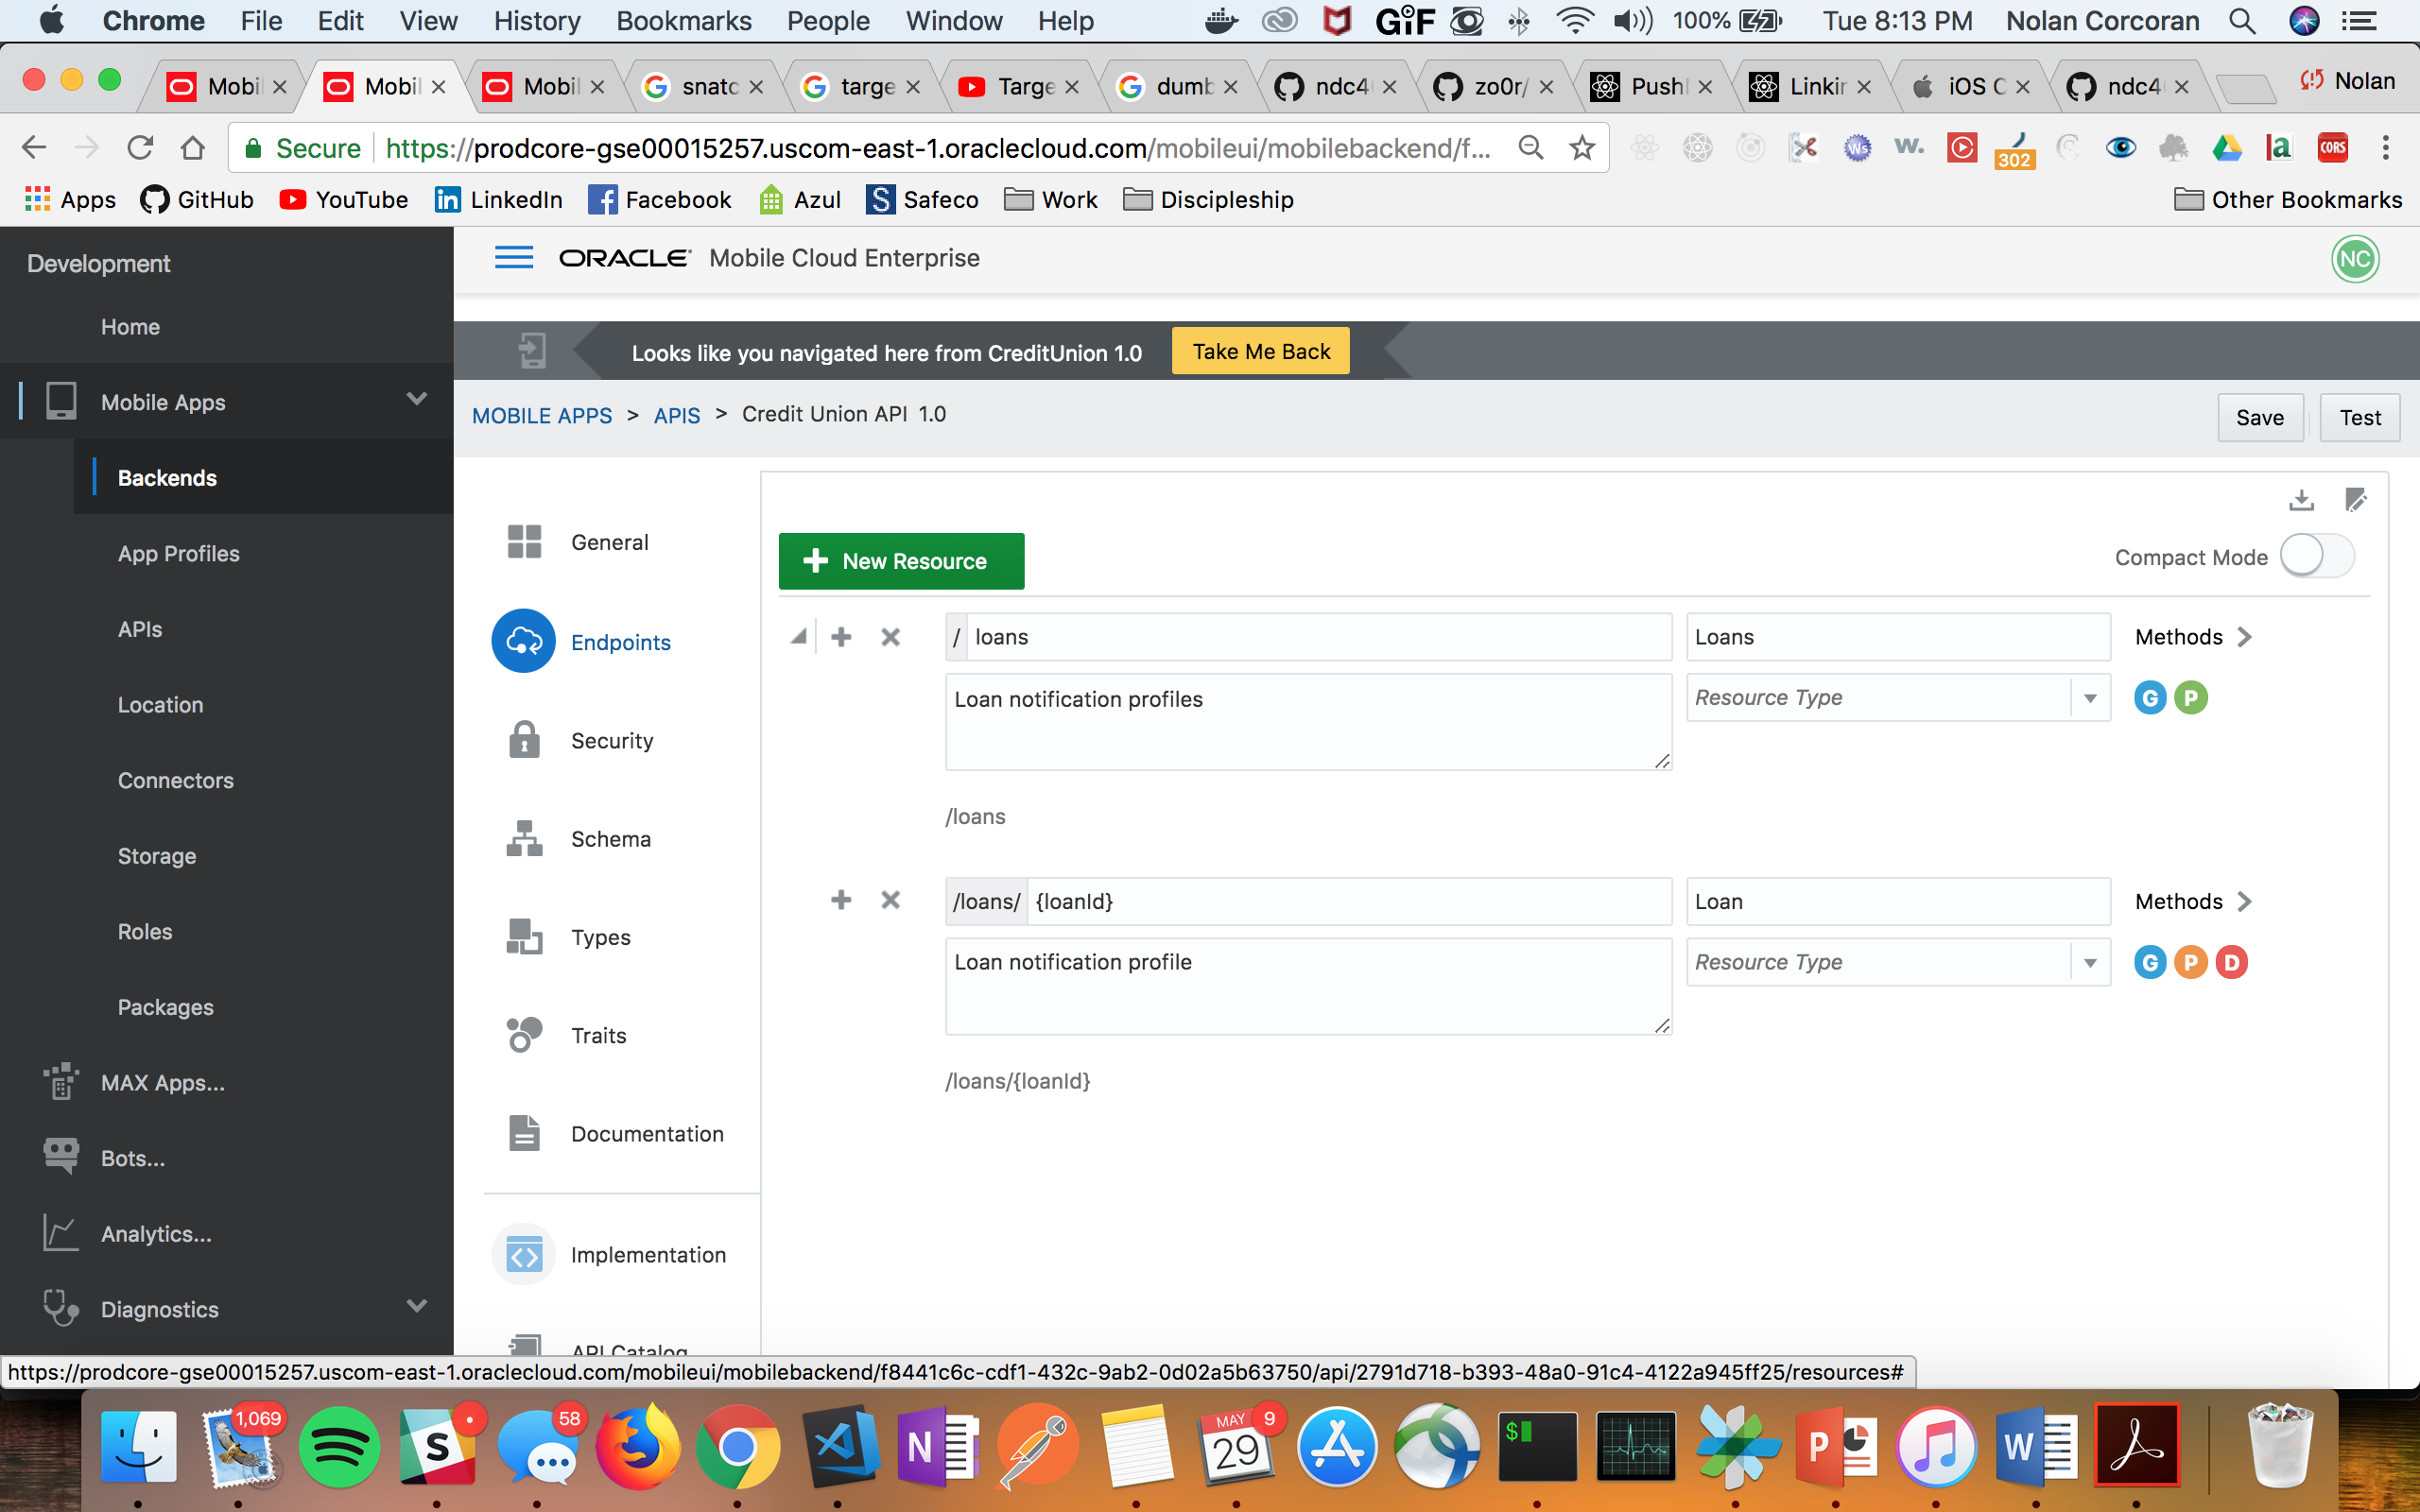 Chrome File Edit View History Bookmarks People Window Help GIF 100% Tue 8:13 PM Nolan Corcoran
Mobil Mobil Mobil snatc targe Targe dumb ndc4 zo0r/ Push Linkin iOS C ndc4 Nolan
Secure https://prodcore-gse00015257.uscom-east-1.oraclecloud.com/mobileui/mobilebackend/f... Ws w. 302 la CORS
Apps GitHub YouTube LinkedIn Facebook Azul Safeco Work Discipleship Other Bookmarks
Development
Home
Mobile Apps
Backends
App Profiles
APIs
Location
Connectors
Storage
Roles
Packages
MAX Apps...
Bots...
Analytics...
Diagnostics
ORACLE Mobile Cloud Enterprise
NC
Looks like you navigated here from CreditUnion 1.0 Take Me Back
MOBILE APPS > APIS > Credit Union API 1.0
Save Test
General
Endpoints
Security
Schema
Types
Traits
Documentation
Implementation
API Catalog
New Resource
Compact Mode
/ loans Loans Methods
Loan notification profiles Resource Type G P
/loans
/loans/ {loanId} Loan Methods
Loan notification profile Resource Type G P D
/loans/{loanId}
https://prodcore-gse00015257.uscom-east-1.oraclecloud.com/mobileui/mobilebackend/f8441c6c-cdf1-432c-9ab2-0d02a5b63750/api/2791d718-b393-48a0-91c4-4122a945ff25/resources#
1,069 S 58 N MAY 29 9 $ P W